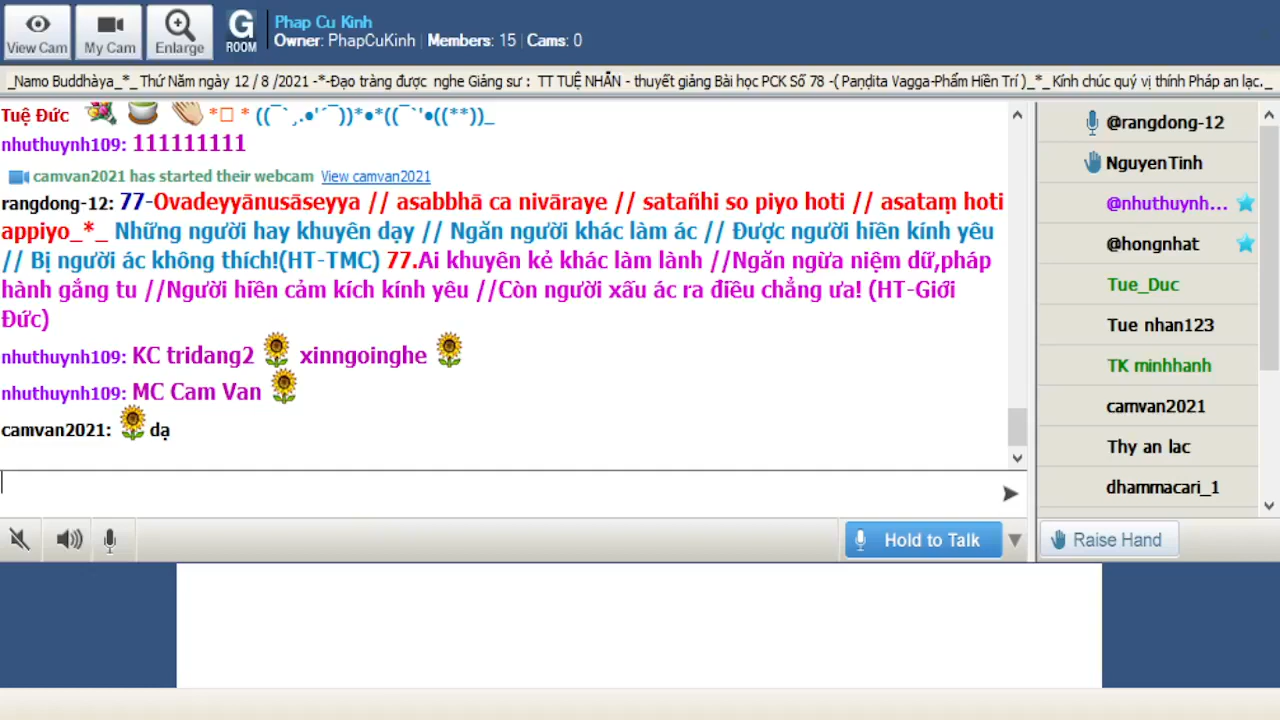 Phap Cu Kinh
Owner: PhapCuKinh | Members: 15 | Cams: 0
View Cam
My Cam
Enlarge
G
ROOM
_Namo Buddhàya_*_Thứ Năm ngày 12 / 8 /2021 -*-Đạo tràng được nghe Giảng sư : TT TUỆ NHẪN - thuyết giảng Bài học PCK Số 78 -( Paṇḍita Vagga-Phẩm Hiền Trí )_*_ Kính chúc quý vị thính Pháp an lạc._
Tuệ Đức *□ * ((¯`¸.•'´¯))*•*((¯`'•((**))_
nhuthuynh109: 111111111
camvan2021 has started their webcam View camvan2021
rangdong-12: 77-Ovadeyyānusāseyya // asabbhā ca nivāraye // satañhi so piyo hoti // asataṃ hoti
appiyo_*_ Những người hay khuyên dạy // Ngăn người khác làm ác // Được người hiền kính yêu
// Bị người ác không thích!(HT-TMC) 77.Ai khuyên kẻ khác làm lành //Ngăn ngừa niệm dữ,pháp
hành gắng tu //Người hiền cảm kích kính yêu //Còn người xấu ác ra điều chẳng ưa! (HT-Giới
Đức)
nhuthuynh109: KC tridang2 xinngoinghe
nhuthuynh109: MC Cam Van
camvan2021: dạ
@rangdong-12
NguyenTinh
@nhuthuynh...
@hongnhat
Tue_Duc
Tue nhan123
TK minhhanh
camvan2021
Thy an lac
dhammacari_1
Hold to Talk
Raise Hand